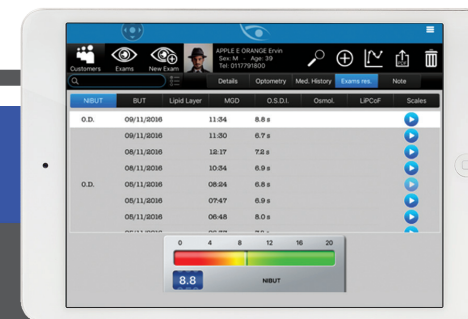 APPLE E ORANGE Ervin
Sex: M - Age: 39
Tel: 0117791800
Customers Exams New Exam
Details Optometry Med. History Exams res. Note
NIBUT BUT Lipid Layer MGD O.S.D.I. Osmol. LiPCoF Scales
O.D. 09/11/2016 11:34 8.8 s
09/11/2016 11:30 6.7 s
08/11/2016 12:17 7.2 s
08/11/2016 10:34 6.9 s
O.D. 08/11/2016 08:24 6.8 s
08/11/2016 07:47 6.9 s
08/11/2016 06:48 8.0 s
0 4 8 12 16 20
8.8 NIBUT